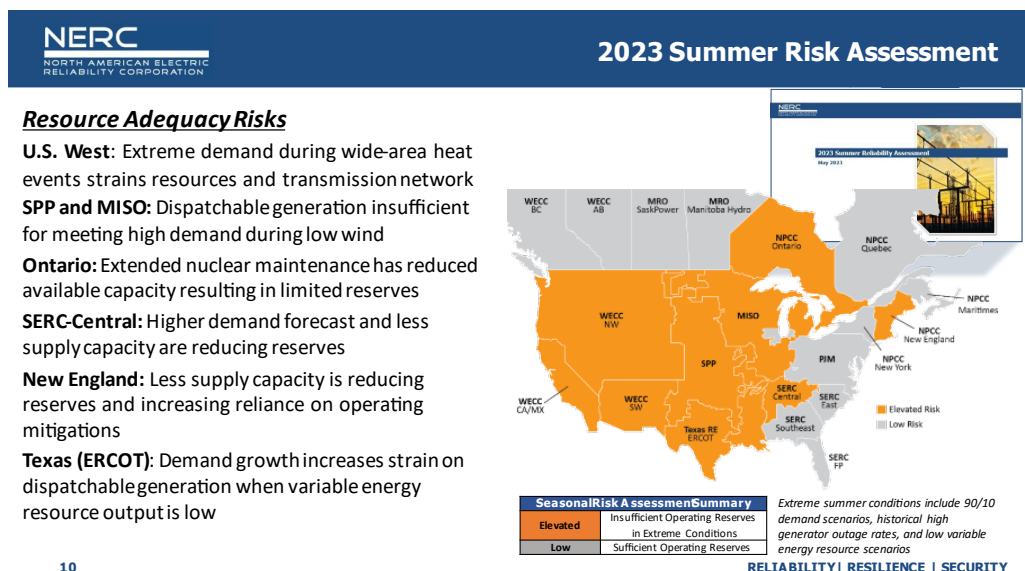 NERC
NORTH AMERICAN ELECTRIC
RELIABILITY CORPORATION
2023 Summer Risk Assessment
Resource Adequacy Risks
U.S. West: Extreme demand during wide-area heat
events strains resources and transmission network
SPP and MISO: Dispatchable generation insufficient
for meeting high demand during low wind
Ontario: Extended nuclear maintenance has reduced
available capacity resulting in limited reserves
SERC-Central: Higher demand forecast and less
supply capacity are reducing reserves
New England: Less supply capacity is reducing
reserves and increasing reliance on operating
mitigations
Texas (ERCOT): Demand growth increases strain on
dispatchable generation when variable energy
resource output is low
NERC
2023 Summer Reliability Assessment
May 2023
WECC
BC
WECC
AB
MRO
SaskPower
MRO
Manitoba Hydro
NPCC
Ontario
NPCC
Quebec
NPCC
Maritimes
NPCC
New England
NPCC
New York
WECC
NW
MISO
SPP
PJM
WECC
CA/MX
WECC
SW
SERC
Central
SERC
East
Texas RE
ERCOT
SERC
Southeast
SERC
FP
Elevated Risk
Low Risk
Seasonal Risk Assessment Summary
Elevated
Insufficient Operating Reserves
in Extreme Conditions
Low
Sufficient Operating Reserves
Extreme summer conditions include 90/10
demand scenarios, historical high
generator outage rates, and low variable
energy resource scenarios
10
RELIABILITY | RESILIENCE | SECURITY